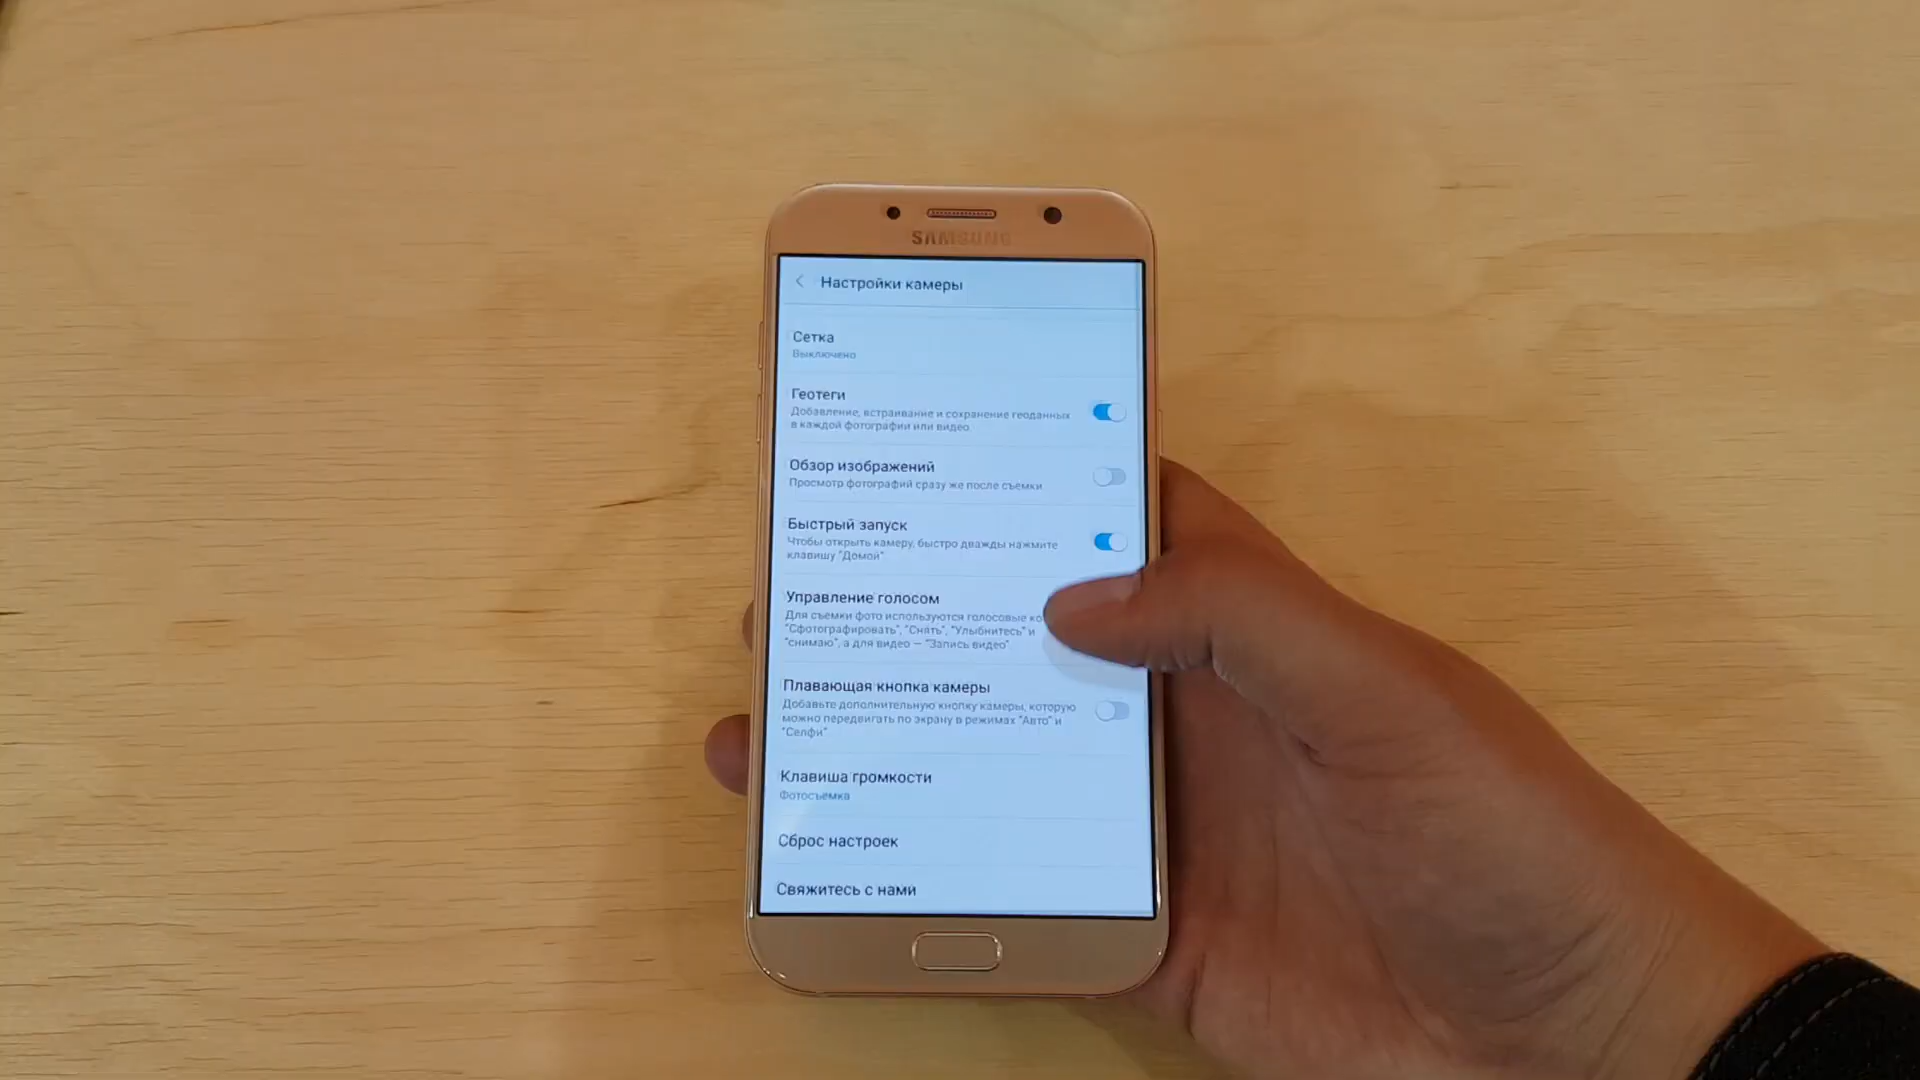 SAMSUNG
Настройки камеры
Сетка
Выключено
Геотеги
Добавление, встраивание и сохранение геоданных
в каждой фотографии или видео
Обзор изображений
Просмотр фотографий сразу же после съемки
Быстрый запуск
Чтобы открыть камеру, быстро дважды нажмите
клавишу "Домой"
Управление голосом
Для съемки фото используются голосовые ко
"Сфотографировать", "Снять", "Улыбнитесь" и
"снимаю", а для видео — "Запись видео"
Плавающая кнопка камеры
Добавьте дополнительную кнопку камеры, которую
можно передвигать по экрану в режимах "Авто" и
"Селфи"
Клавиша громкости
Фотосъемка
Сброс настроек
Свяжитесь с нами